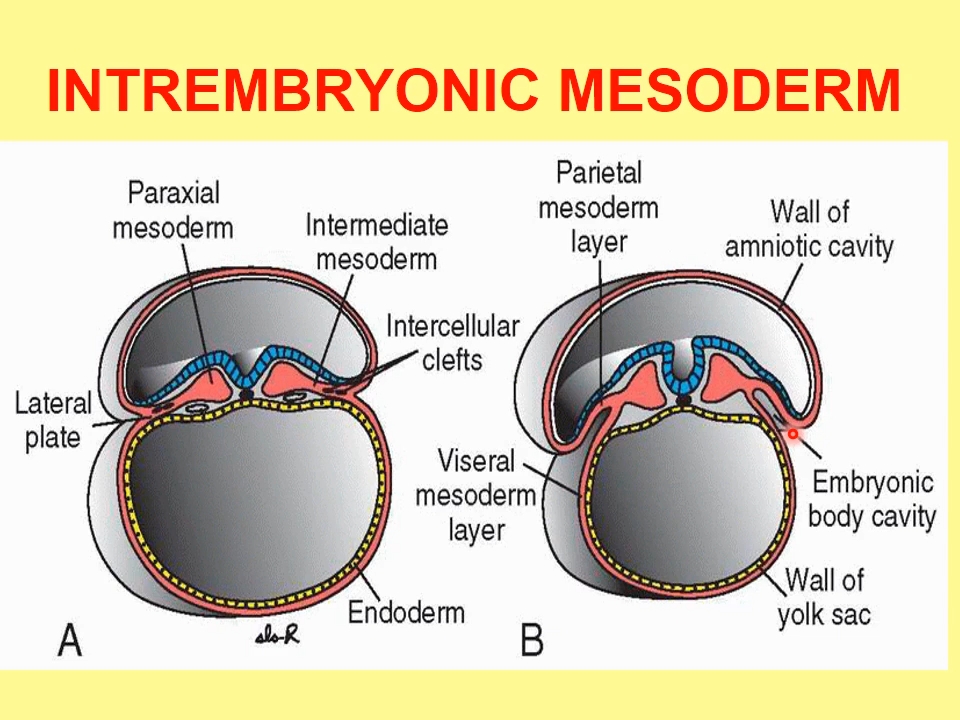 INTREMBRYONIC MESODERM
Paraxial
mesoderm
Intermediate
mesoderm
Intercellular
clefts
Lateral
plate
Endoderm
A
sls-R
Parietal
mesoderm
layer
Wall of
amniotic cavity
Viseral
mesoderm
layer
Embryonic
body cavity
Wall of
yolk sac
B